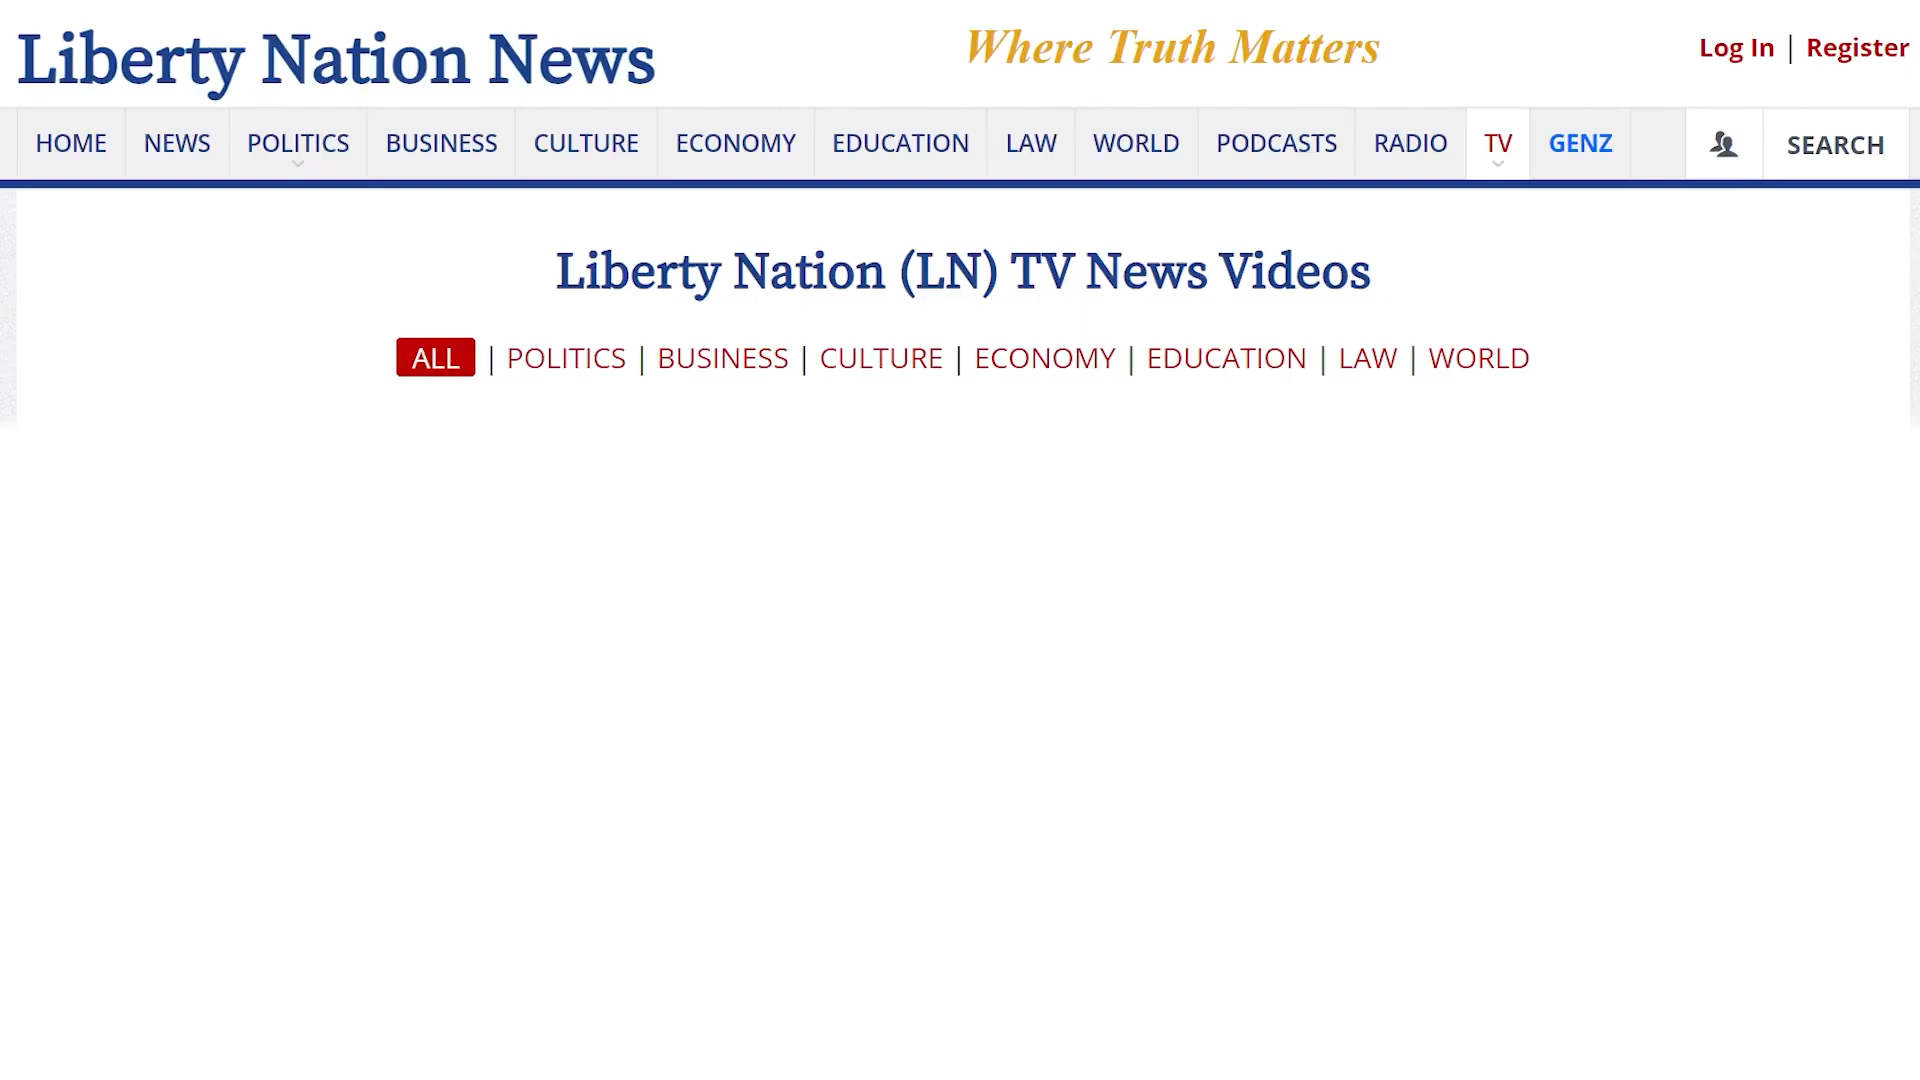 Liberty Nation News
Where Truth Matters
Log In | Register
HOME NEWS POLITICS BUSINESS CULTURE ECONOMY EDUCATION LAW WORLD PODCASTS RADIO TV GENZ SEARCH
Liberty Nation (LN) TV News Videos
ALL | POLITICS | BUSINESS | CULTURE | ECONOMY | EDUCATION | LAW | WORLD